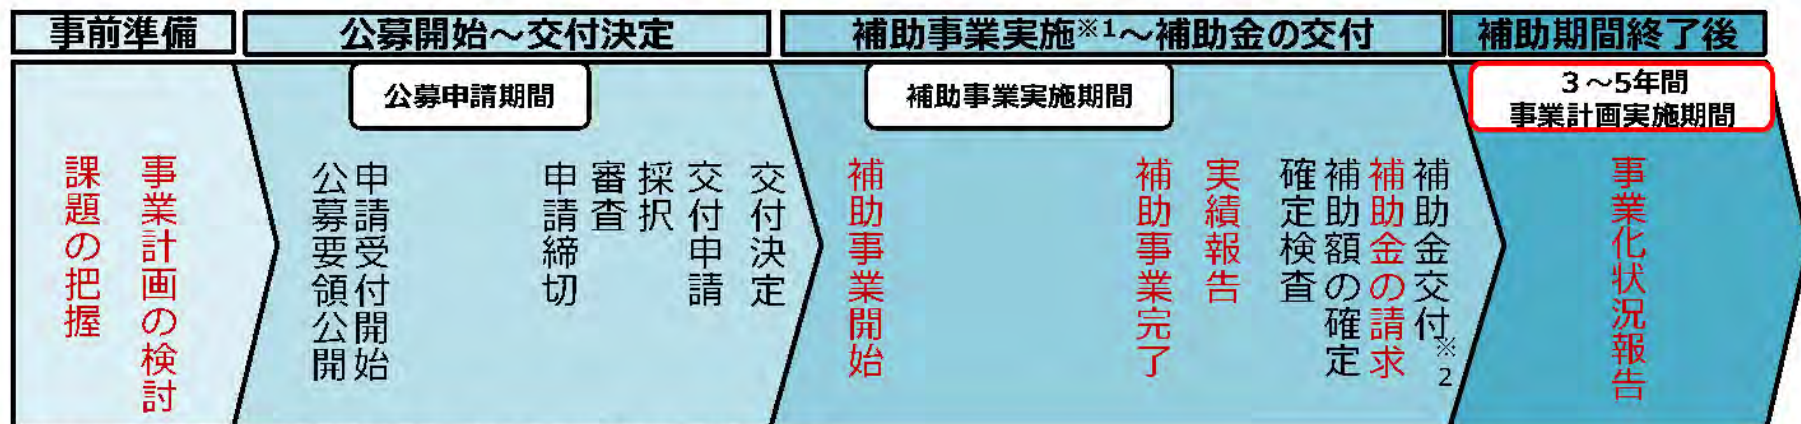 事前準備
公募開始～交付決定
補助事業実施※1～補助金の交付
補助期間終了後
公募申請期間
補助事業実施期間
３～5年間
事業計画実施期間
課題の把握
事業計画の検討
公募要領公開
申請受付開始
申請締切
審査
採択
交付申請
交付決定
補助事業開始
補助事業完了
実績報告
確定検査
補助額の確定
補助金の請求
補助金交付※2
事業化状況報告